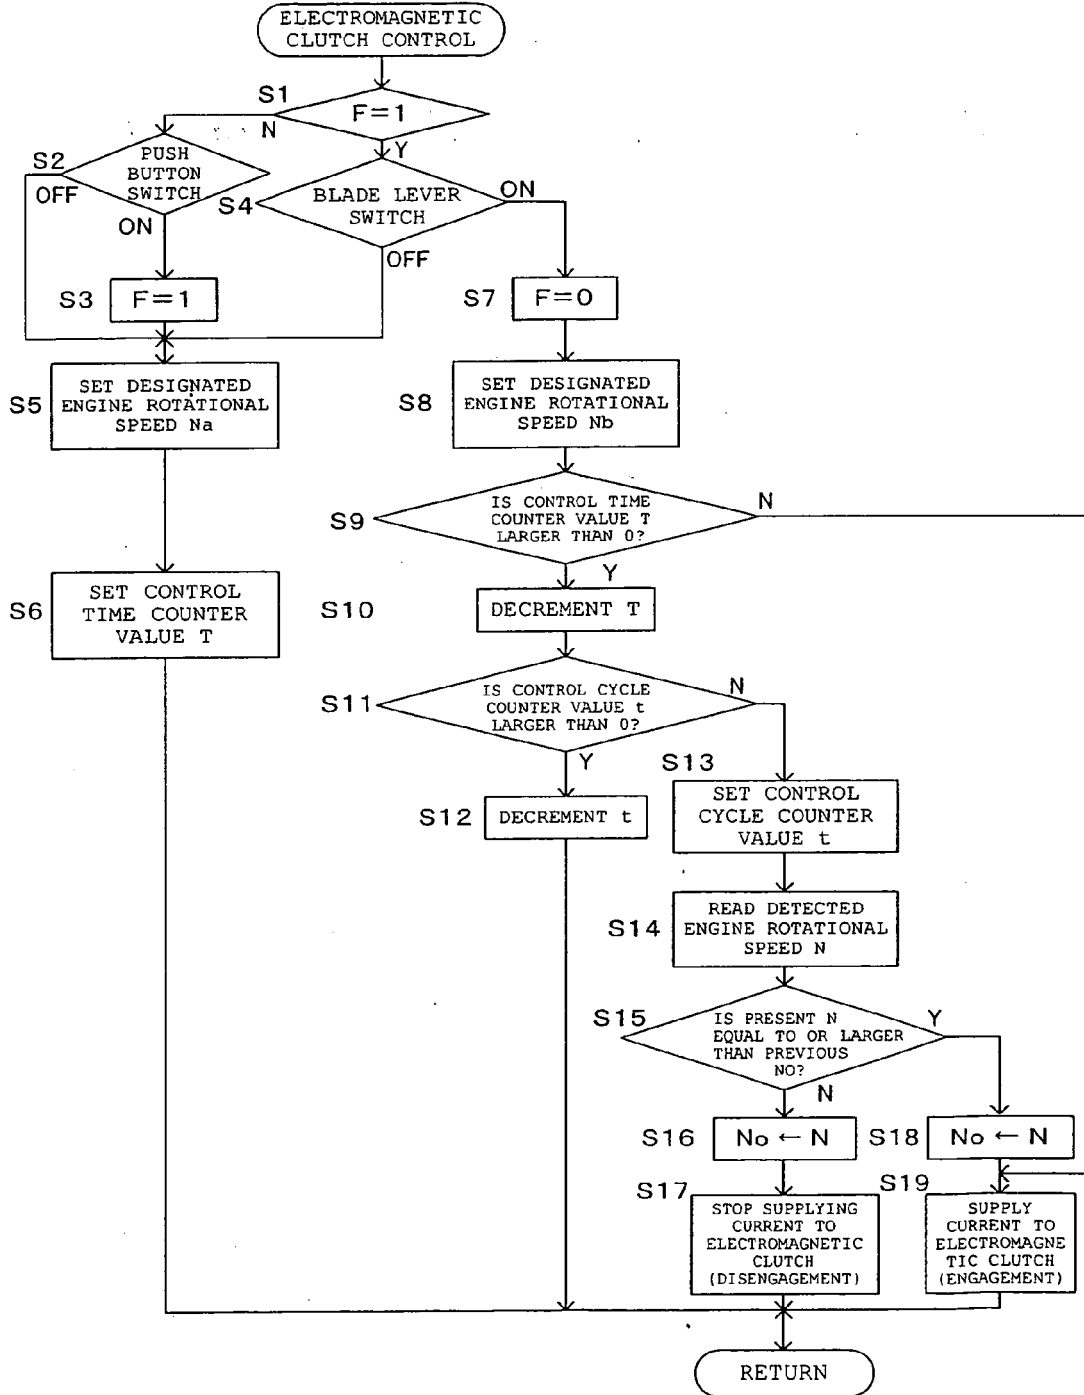 ELECTROMAGNETIC
CLUTCH CONTROL
S1
F=1
N
Y
S2
PUSH
BUTTON
SWITCH
OFF
ON
S4
BLADE LEVER
SWITCH
ON
OFF
S3
F=1
S7
F=0
S5
SET DESIGNATED
ENGINE ROTATIONAL
SPEED Na
S8
SET DESIGNATED
ENGINE ROTATIONAL
SPEED Nb
S9
IS CONTROL TIME
COUNTER VALUE T
LARGER THAN 0?
N
Y
S6
SET CONTROL
TIME COUNTER
VALUE T
S10
DECREMENT T
S11
IS CONTROL CYCLE
COUNTER VALUE t
LARGER THAN 0?
N
Y
S12
DECREMENT t
S13
SET CONTROL
CYCLE COUNTER
VALUE t
S14
READ DETECTED
ENGINE ROTATIONAL
SPEED N
S15
IS PRESENT N
EQUAL TO OR LARGER
THAN PREVIOUS
NO?
Y
N
S16
No ← N
S18
No ← N
S17
STOP SUPPLYING
CURRENT TO
ELECTROMAGNETIC
CLUTCH
(DISENGAGEMENT)
S19
SUPPLY
CURRENT TO
ELECTROMAGNE
TIC CLUTCH
(ENGAGEMENT)
RETURN